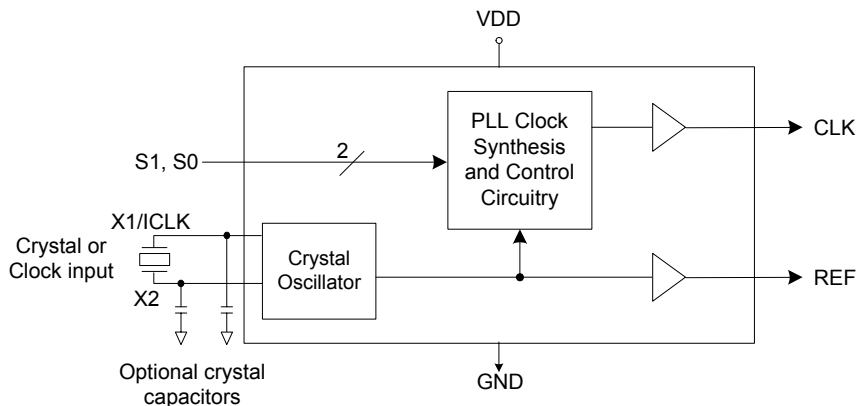 VDD
PLL Clock
Synthesis
and Control
Circuitry
CLK
S1, S0
2
X1/ICLK
Crystal or
Clock input
X2
Crystal
Oscillator
REF
Optional crystal
capacitors
GND